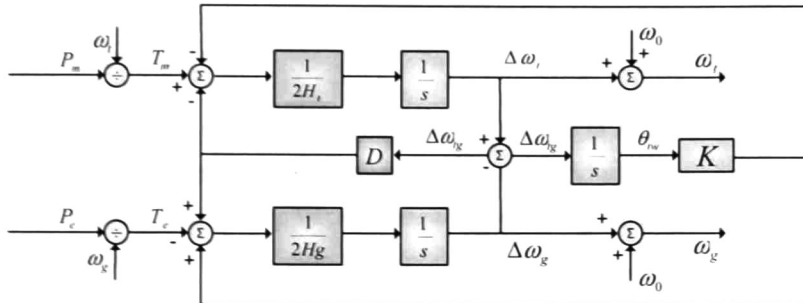 ω_t
ω_0
P_m
÷
T_m
-
+
-
Σ
1
2H_t
1
s
Δω_t
+
+
Σ
ω_t
D
Δω_tg
+
Σ
-
Δω_tg
1
s
θ_tw
K
P_e
÷
T_e
+
-
+
Σ
1
2Hg
1
s
Δω_g
+
+
Σ
ω_g
ω_g
ω_0